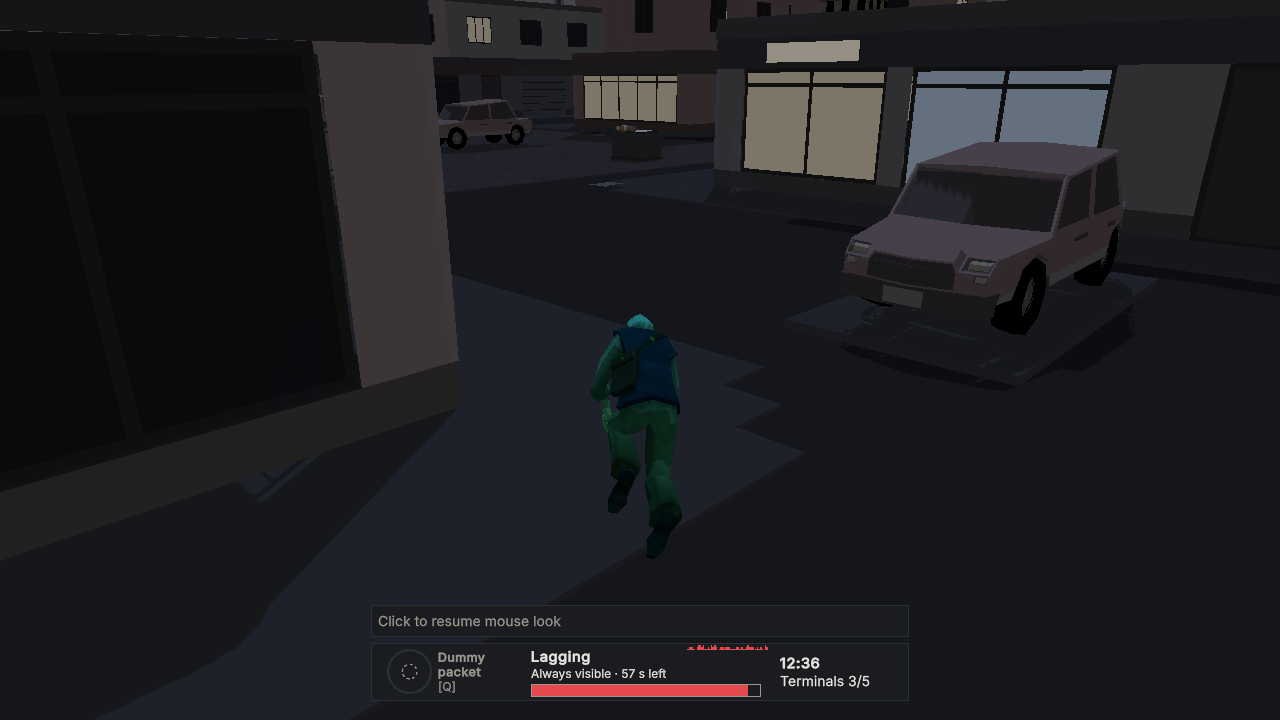 Click to resume mouse look
Dummy
packet
[Q]
Lagging
Always visible · 57 s left
12:36
Terminals 3/5